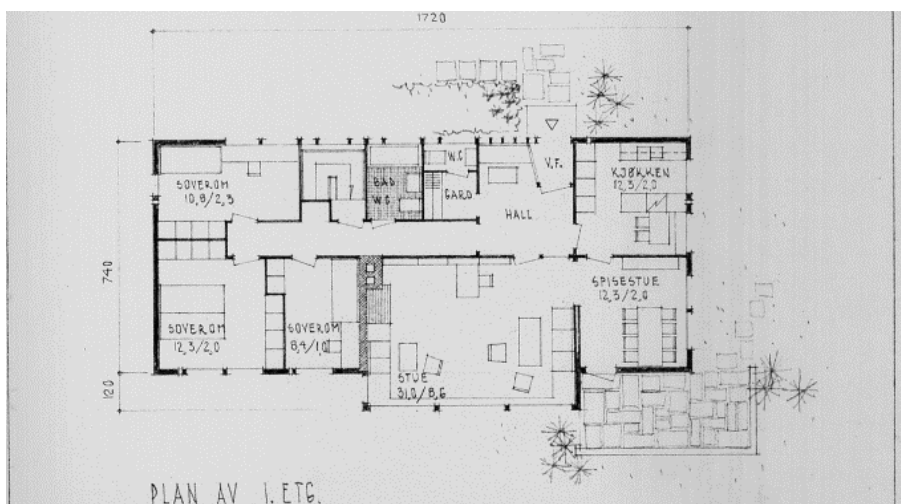 1720
W.C
V.F.
KJØKKEN
12,3/2,0
SOVEROM
10,8/2,3
BAD
W.C.
GARD
HALL
740
SPISESTUE
12,3/2,0
SOVEROM
12,3/2,0
SOVEROM
8,4/1,0
STUE
31,0/8,6
120
PLAN AV 1. ETG.